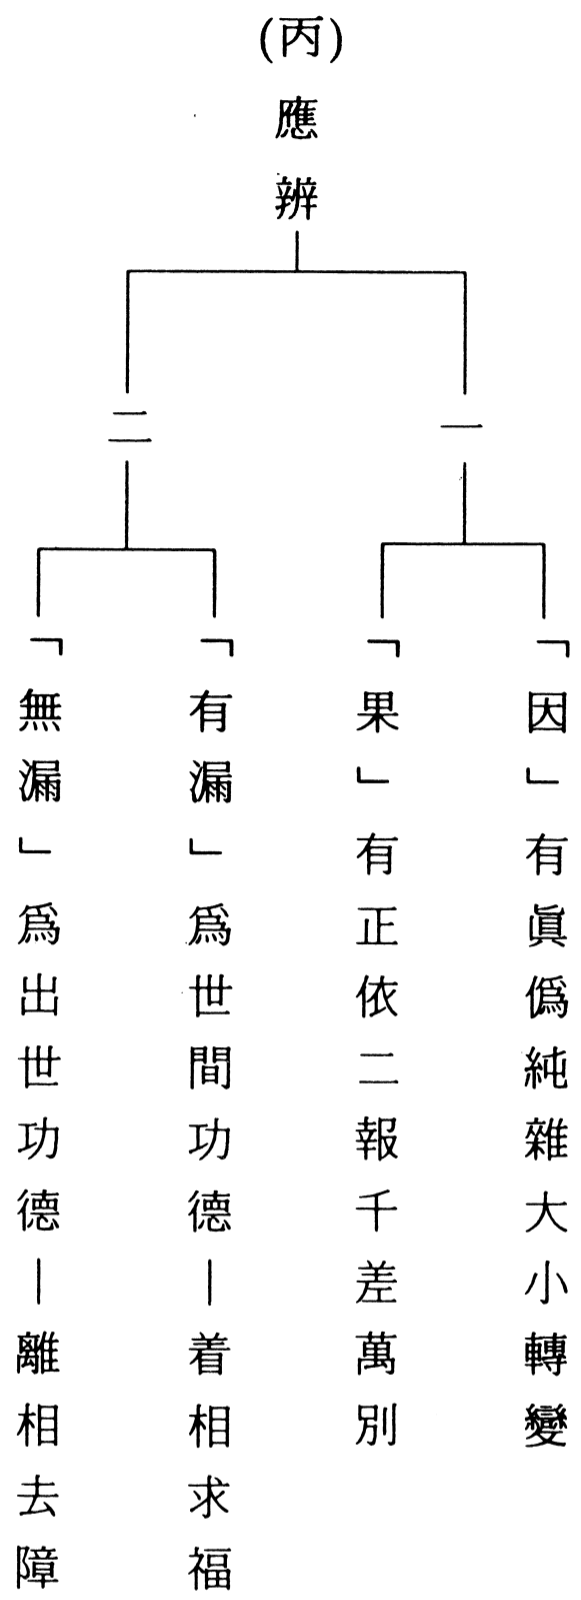 (丙)應辨
一
「因」有眞僞純雜大小轉變
「果」有正依二報千差萬別
二
「有漏」爲世間功德—着相求福
「無漏」爲出世功德—離相去障